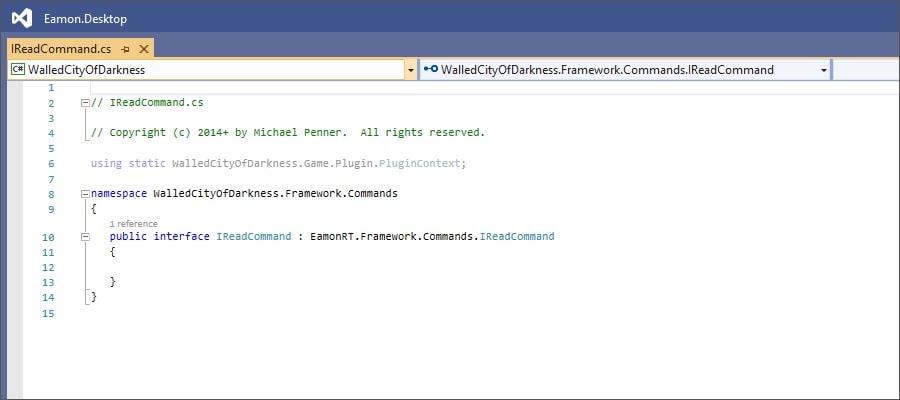 Eamon.Desktop
IReadCommand.cs
C# WalledCityOfDarkness
WalledCityOfDarkness.Framework.Commands.IReadCommand
1
2 // IReadCommand.cs
3
4 // Copyright (c) 2014+ by Michael Penner.  All rights reserved.
5
6 using static WalledCityOfDarkness.Game.Plugin.PluginContext;
7
8 namespace WalledCityOfDarkness.Framework.Commands
9 {
1 reference
10 public interface IReadCommand : EamonRT.Framework.Commands.IReadCommand
11 {
12
13 }
14 }
15